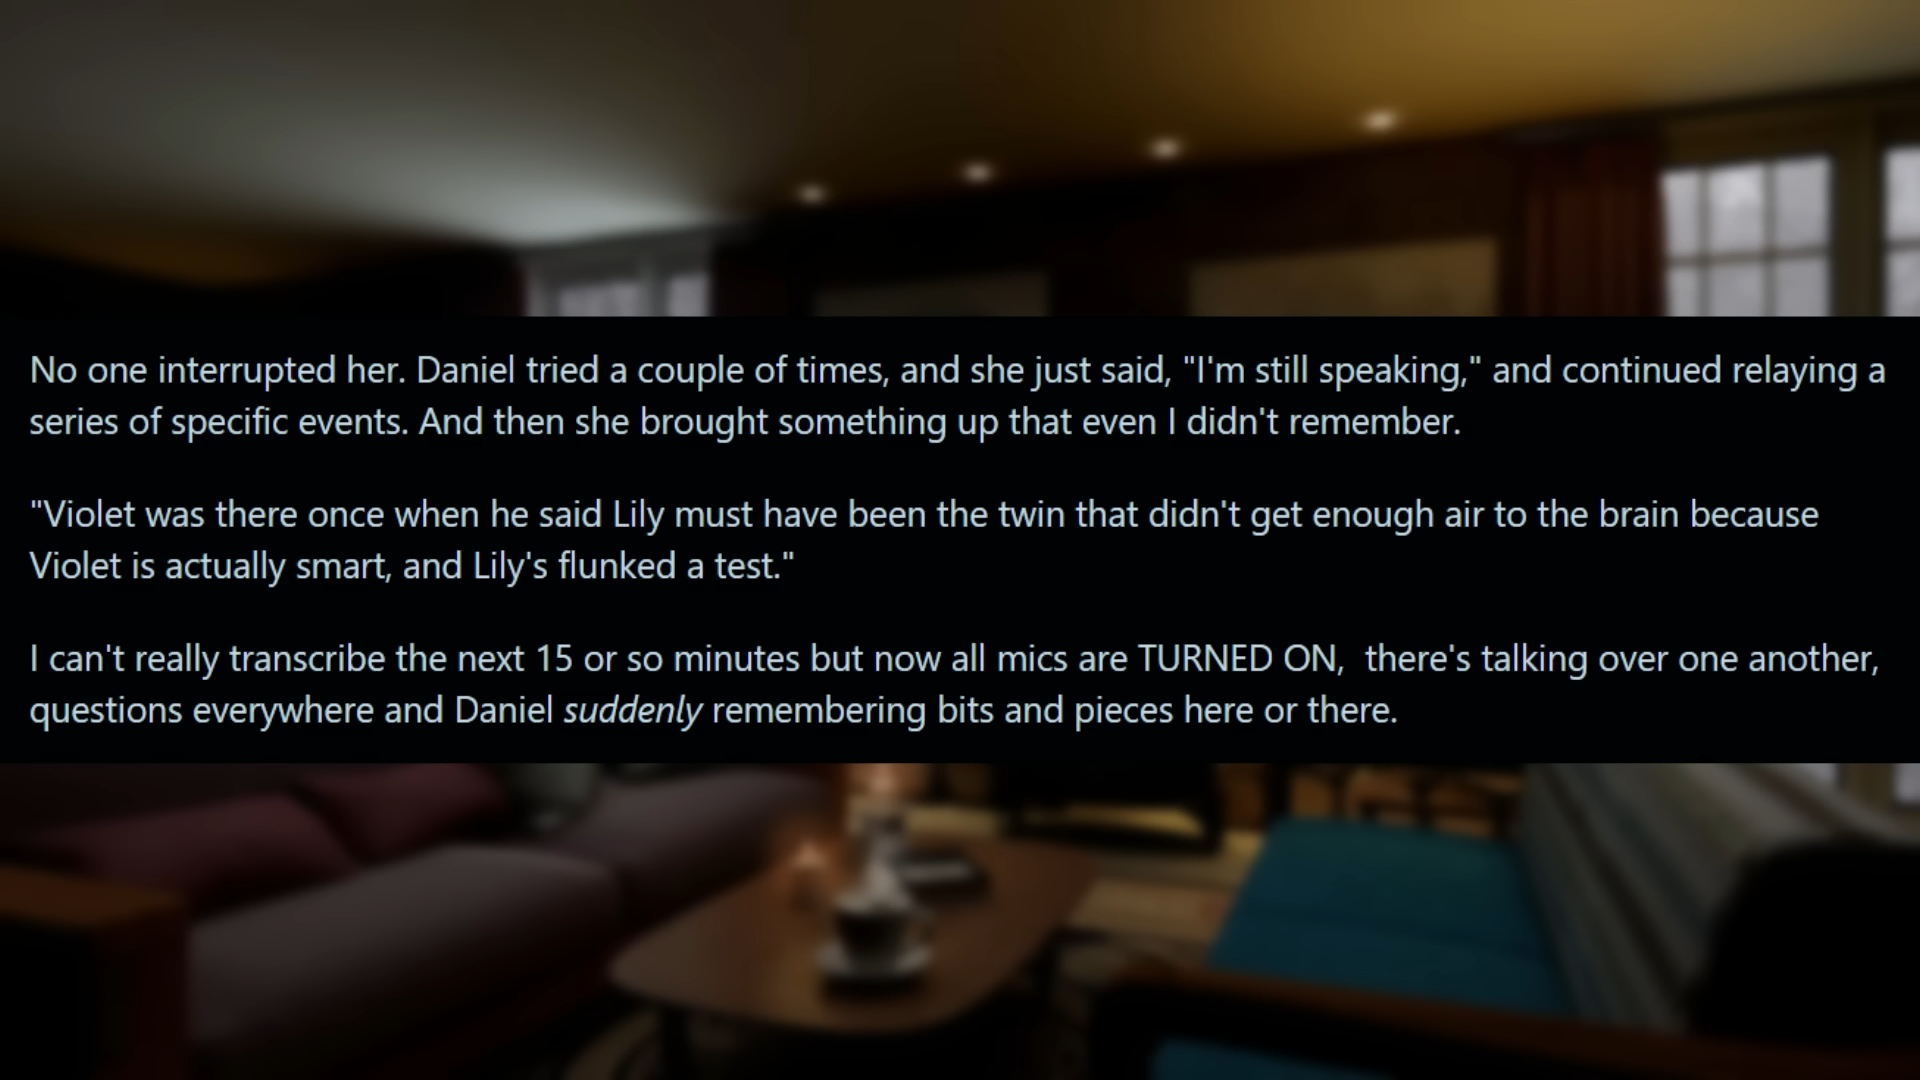 No one interrupted her. Daniel tried a couple of times, and she just said, "I'm still speaking," and continued relaying a
series of specific events. And then she brought something up that even I didn't remember.
"Violet was there once when he said Lily must have been the twin that didn't get enough air to the brain because
Violet is actually smart, and Lily's flunked a test."
I can't really transcribe the next 15 or so minutes but now all mics are TURNED ON,  there's talking over one another,
questions everywhere and Daniel suddenly remembering bits and pieces here or there.